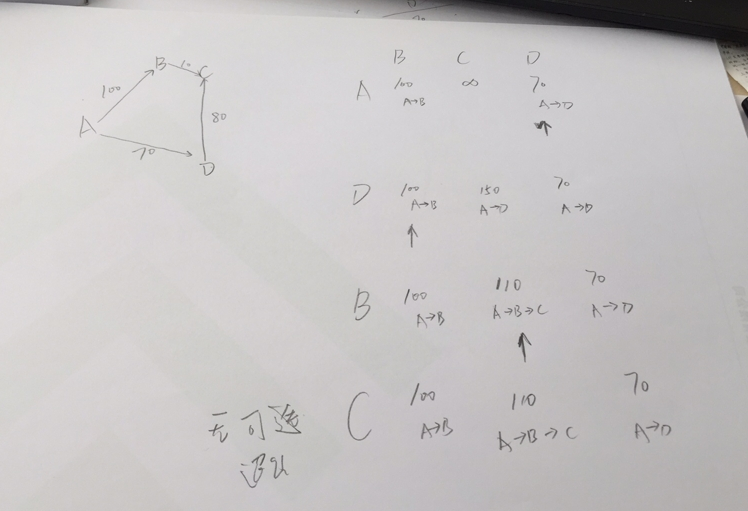 B 10 C
100
A
80
70
D
B C D
A 100 ∞ 70
A→B A→D
D 100 150 70
A→B A→D A→D
B 100 110 70
A→B A→B→C A→D
C 100 110 70
A→B A→B→C A→D
无可选
退出